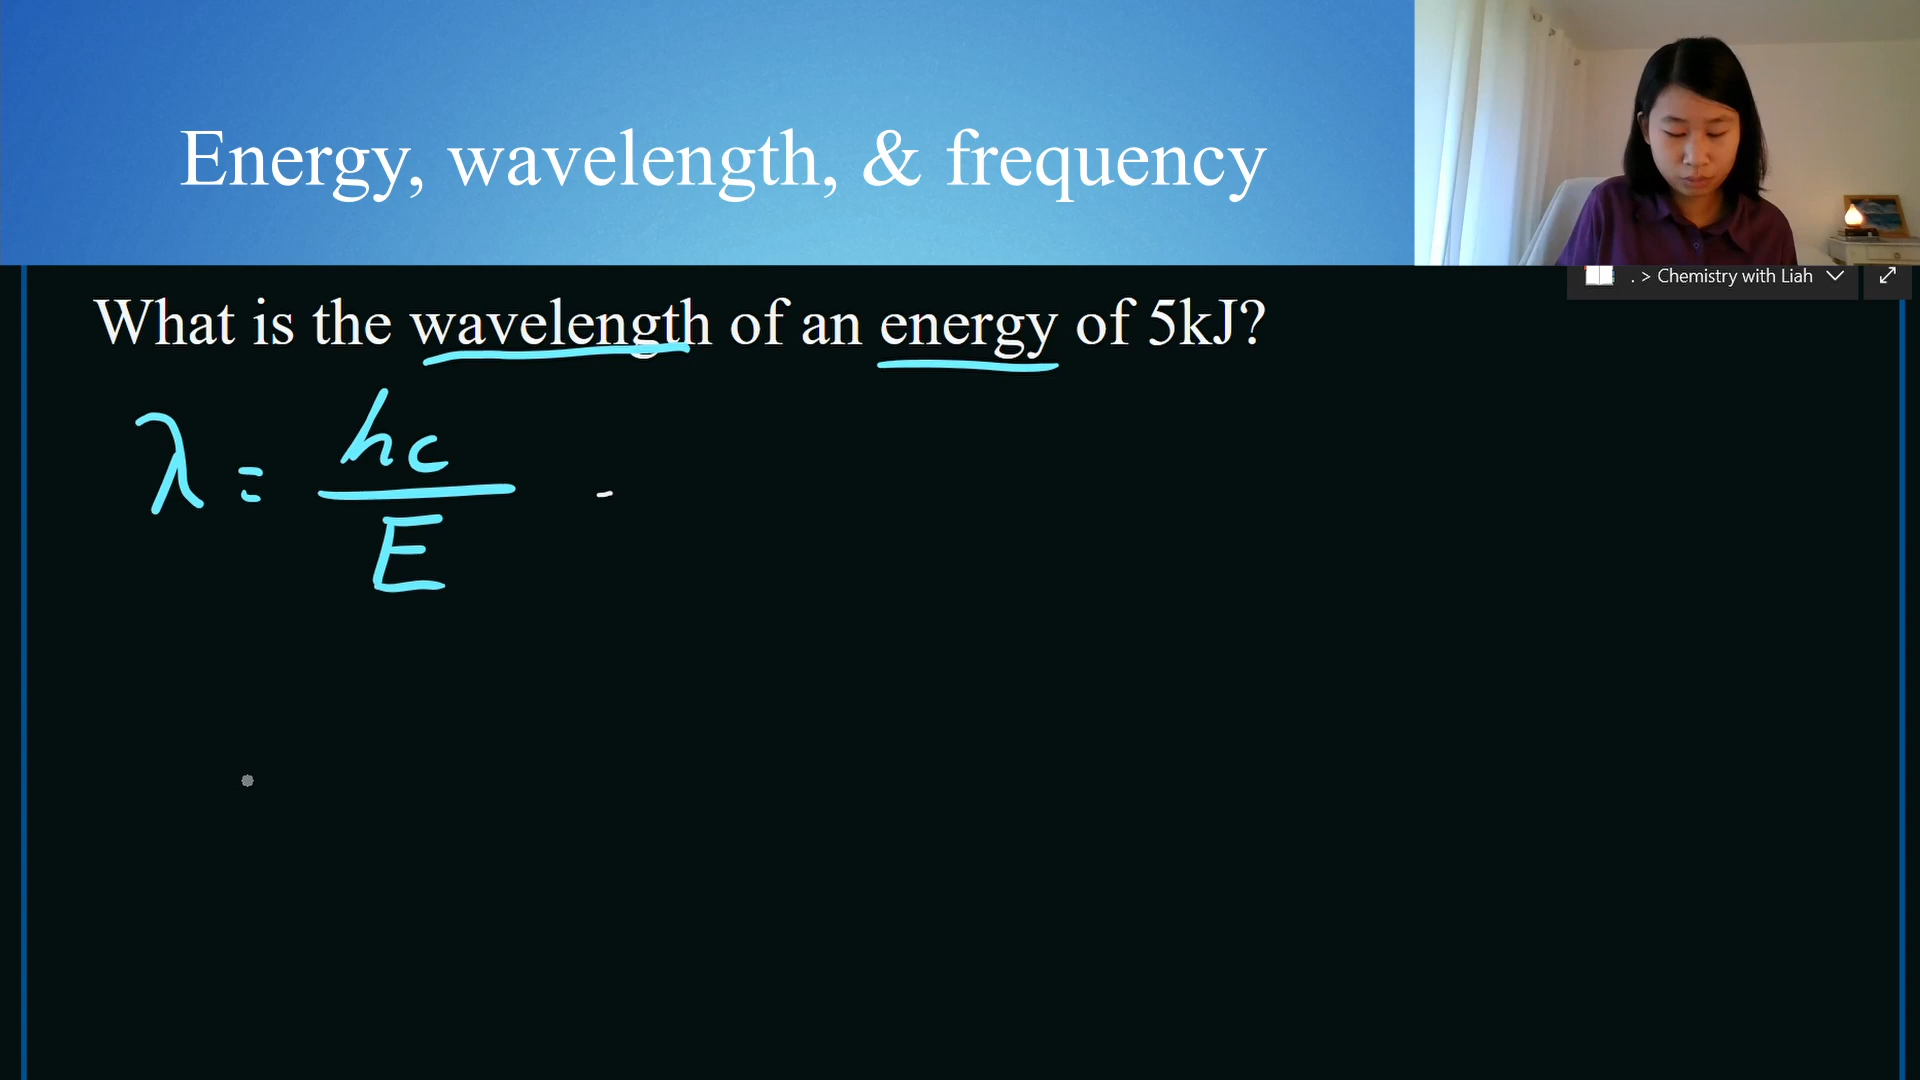 Energy, wavelength, & frequency
. > Chemistry with Liah
What is the wavelength of an energy of 5kJ?
λ = hc
E
-